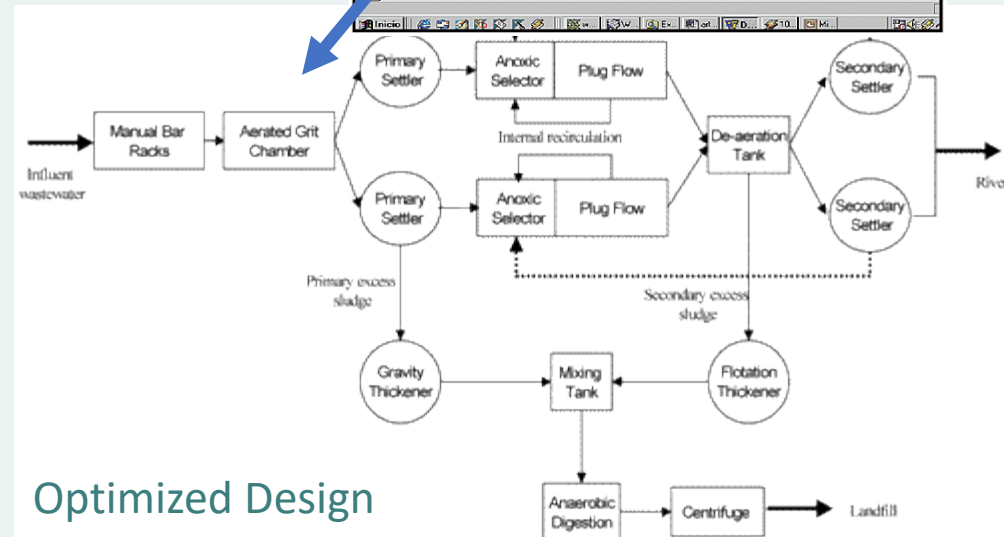 Inicio
Primary
Settler
Anoxic
Selector
Plug Flow
Secondary
Settler
Internal recirculation
Manual Bar
Racks
Aerated Grit
Chamber
De-aeration
Tank
Influent
wastewater
Rive
Primary
Settler
Anoxic
Selector
Plug Flow
Secondary
Settler
Primary excess
sludge
Secondary excess
sludge
Gravity
Thickener
Mixing
Tank
Flotation
Thickener
Optimized Design
Anaerobic
Digestion
Centrifuge
Landfill